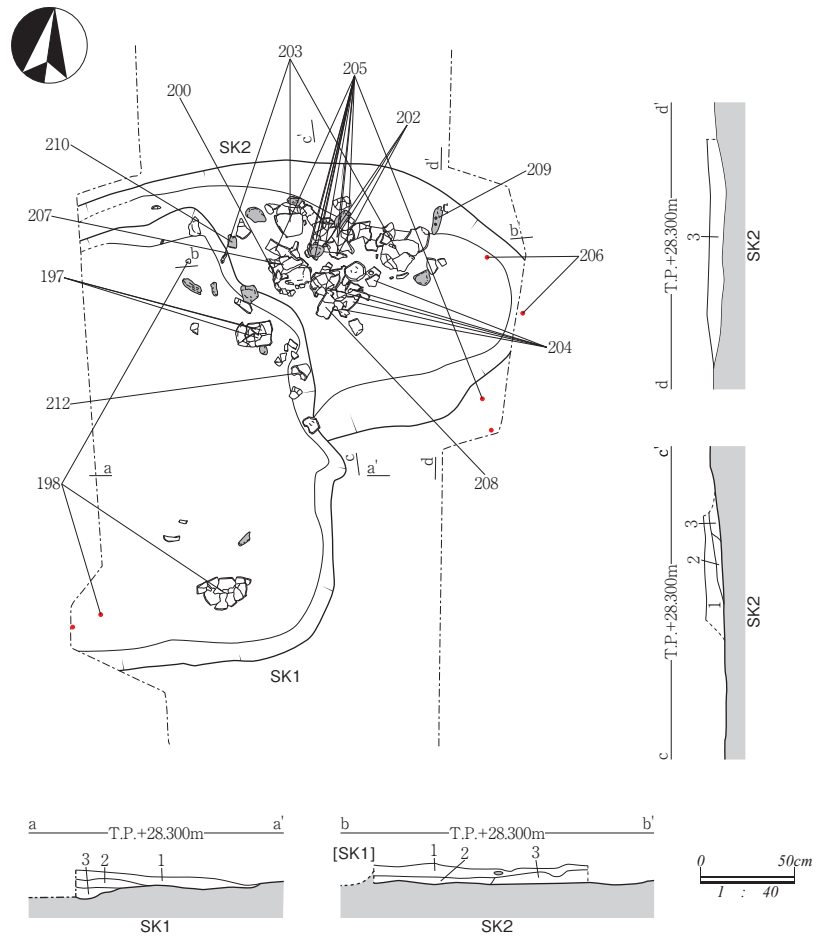 203
205
200
202
210
SK2
c'
d'
209
207
b
b'
206
197
204
212
c
a'
d
208
a
198
SK1
d'
T.P.+28.300m
3
SK2
d
c'
T.P.+28.300m
3
2
1
SK2
c
a
T.P.+28.300m
a'
3
2
1
SK1
b
T.P.+28.300m
b'
[SK1]
1
2
3
SK2
0
50cm
1 : 40